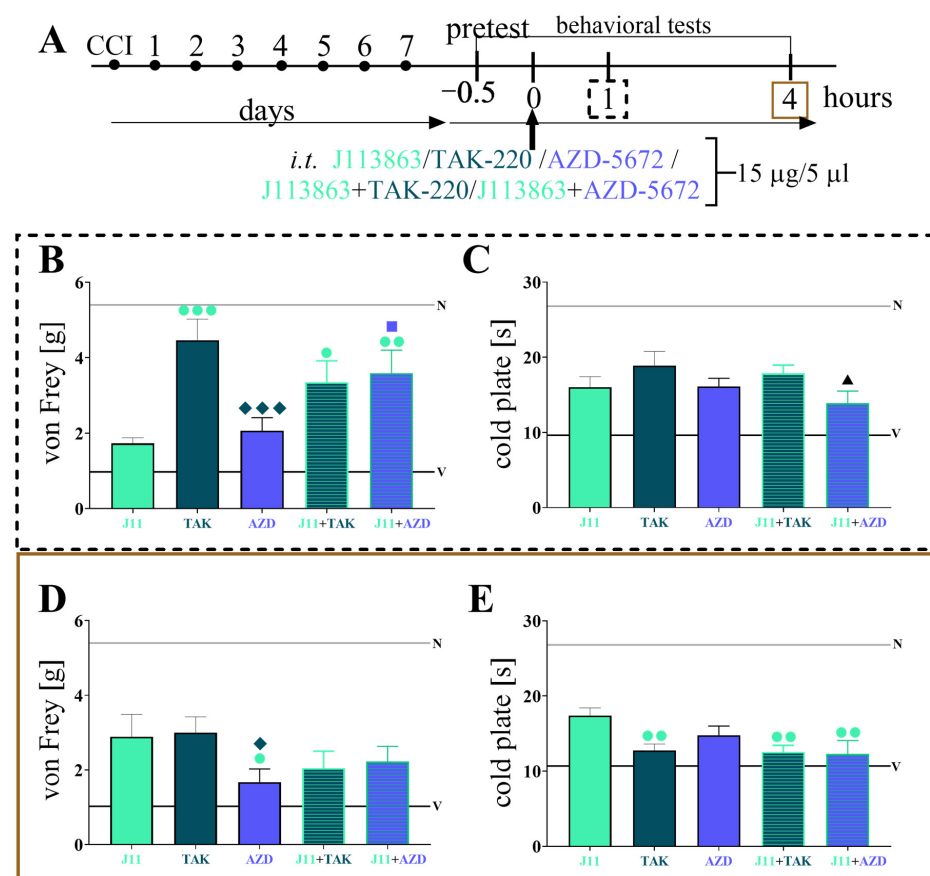 A
CCI 1 2 3 4 5 6 7
pretest behavioral tests
−0.5 0 1 4 hours
days
i.t. J113863/TAK-220 /AZD-5672 /
J113863+TAK-220/J113863+AZD-5672
15 µg/5 µl
B
von Frey [g]
6
4
2
0
N
V
J11 TAK AZD J11+TAK J11+AZD
C
cold plate [s]
30
20
10
0
N
V
J11 TAK AZD J11+TAK J11+AZD
D
von Frey [g]
6
4
2
0
N
V
J11 TAK AZD J11+TAK J11+AZD
E
cold plate [s]
30
20
10
0
N
V
J11 TAK AZD J11+TAK J11+AZD